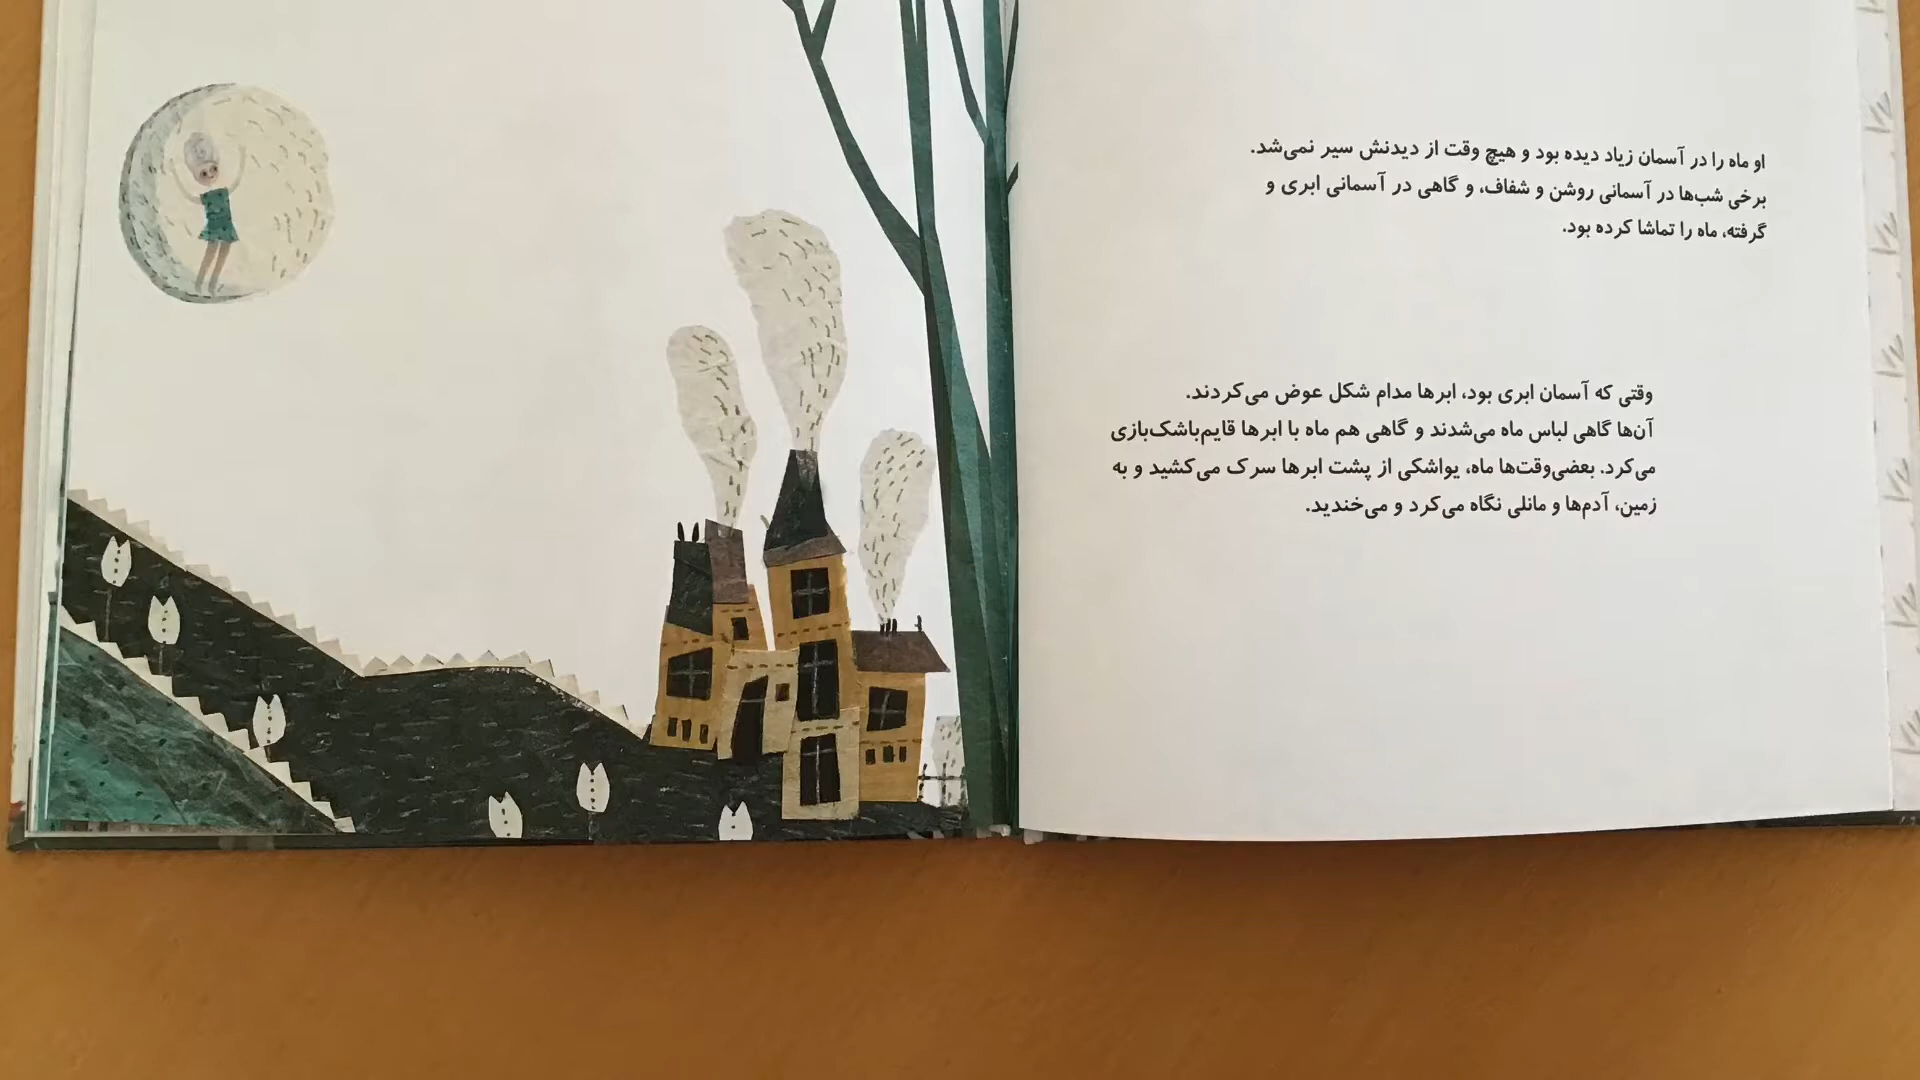 او ماه را در آسمان زیاد دیده بود و هیچ وقت از دیدنش سیر نمی‌شد.
برخی شب‌ها در آسمانی روشن و شفاف، و گاهی در آسمانی ابری و
گرفته، ماه را تماشا کرده بود.
وقتی که آسمان ابری بود، ابرها مدام شکل عوض می‌کردند.
آن‌ها گاهی لباس ماه می‌شدند و گاهی هم ماه با ابرها قایم‌باشک‌بازی
می‌کرد. بعضی‌وقت‌ها ماه، یواشکی از پشت ابرها سرک می‌کشید و به
زمین، آدم‌ها و مانلی نگاه می‌کرد و می‌خندید.